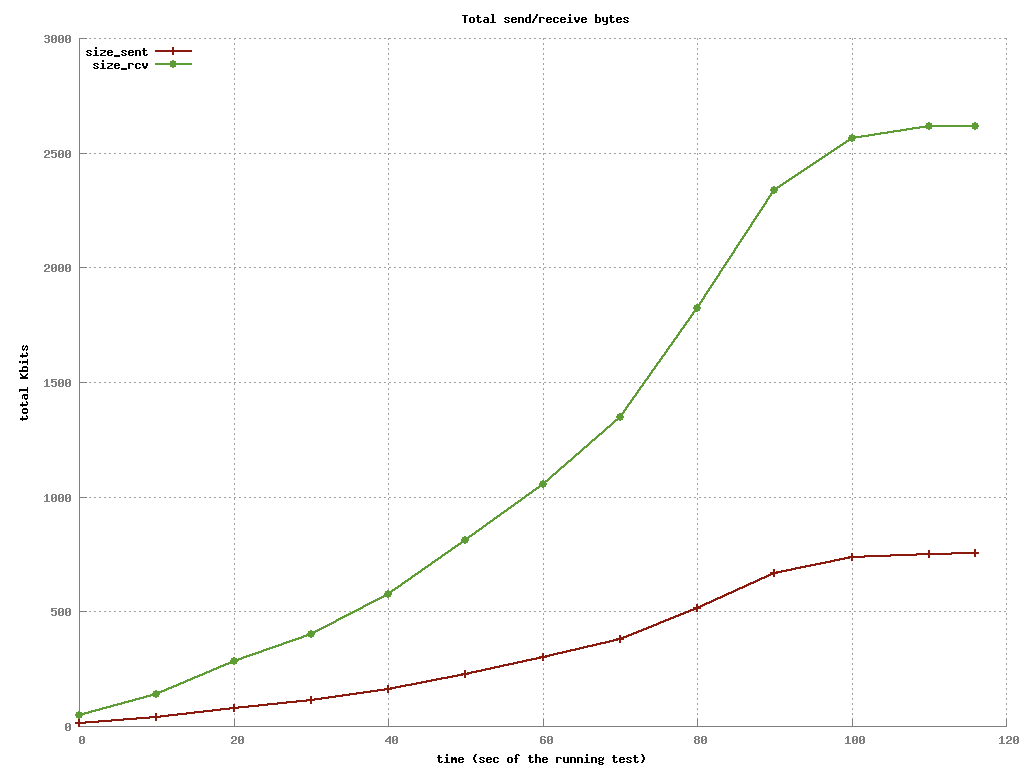 Total send/receive bytes
3000
size_sent
size_rcv
2500
2000
1500
total Kbits
1000
500
0
0 20 40 60 80 100 120
time (sec of the running test)